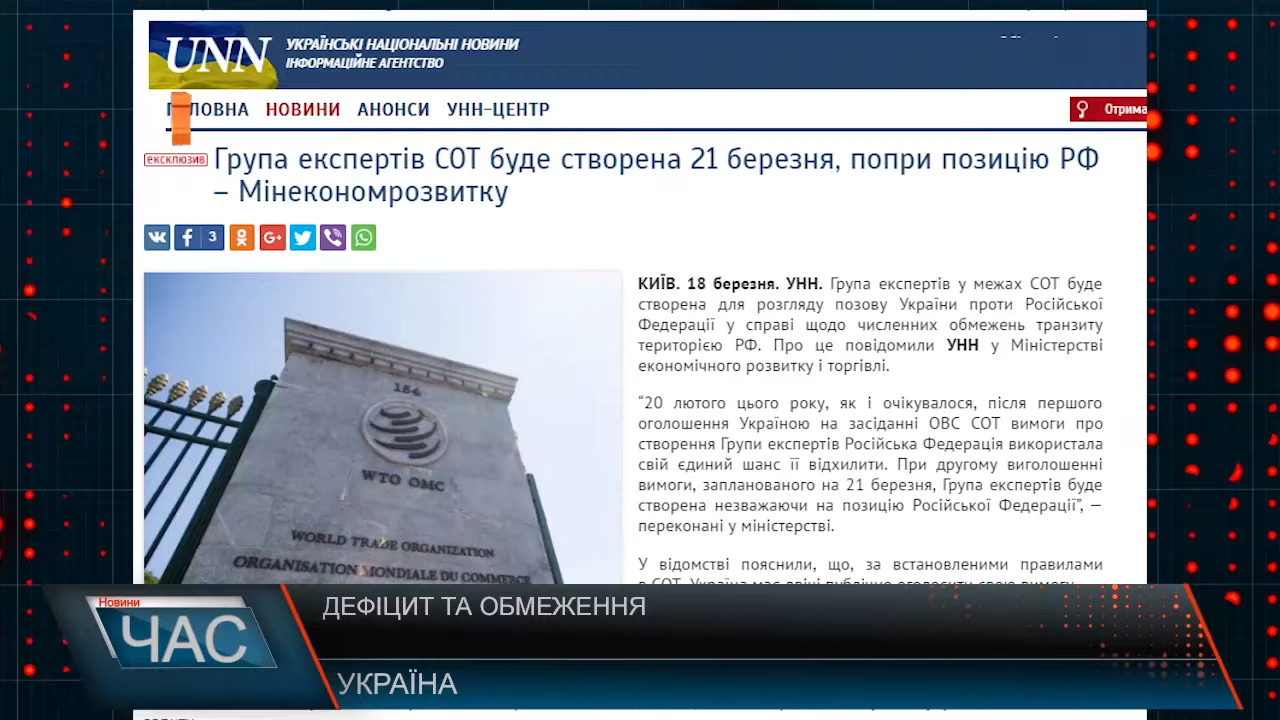 UNN
УКРАЇНСЬКІ НАЦІОНАЛЬНІ НОВИНИ
ІНФОРМАЦІЙНЕ АГЕНТСТВО
ГОЛОВНА НОВИНИ АНОНСИ УНН-ЦЕНТР
Отрима
ексклюзив
Група експертів СОТ буде створена 21 березня, попри позицію РФ
– Мінекономрозвитку
3
G+
КИЇВ. 18 березня. УНН. Група експертів у межах СОТ буде
створена для розгляду позову України проти Російської
Федерації у справі щодо численних обмежень транзиту
територією РФ. Про це повідомили УНН у Міністерстві
економічного розвитку і торгівлі.
“20 лютого цього року, як і очікувалося, після першого
оголошення Україною на засіданні ОВС СОТ вимоги про
створення Групи експертів Російська Федерація використала
свій єдиний шанс її відхилити. При другому виголошенні
вимоги, запланованого на 21 березня, Група експертів буде
створена незважаючи на позицію Російської Федерації”, —
переконані у міністерстві.
У відомстві пояснили, що, за встановленими правилами
154
WTO OMC
WORLD TRADE ORGANIZATION
ORGANISATION MONDIALE DU COMMERCE
Новини
ЧАС
ДЕФІЦИТ ТА ОБМЕЖЕННЯ
УКРАЇНА